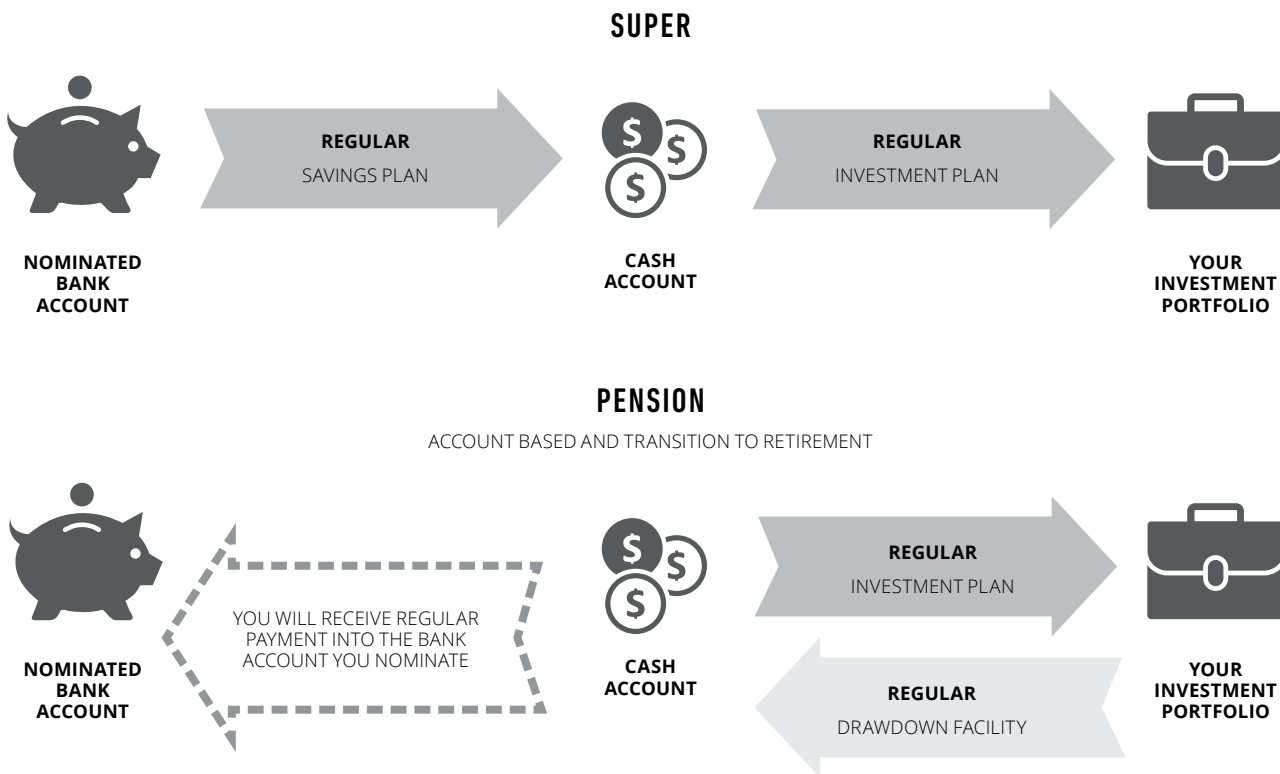 SUPER
REGULAR
SAVINGS PLAN
$
$
$
REGULAR
INVESTMENT PLAN
NOMINATED
BANK
ACCOUNT
CASH
ACCOUNT
YOUR
INVESTMENT
PORTFOLIO
PENSION
ACCOUNT BASED AND TRANSITION TO RETIREMENT
YOU WILL RECEIVE REGULAR
PAYMENT INTO THE BANK
ACCOUNT YOU NOMINATE
$
$
$
REGULAR
INVESTMENT PLAN
NOMINATED
BANK
ACCOUNT
CASH
ACCOUNT
REGULAR
DRAWDOWN FACILITY
YOUR
INVESTMENT
PORTFOLIO